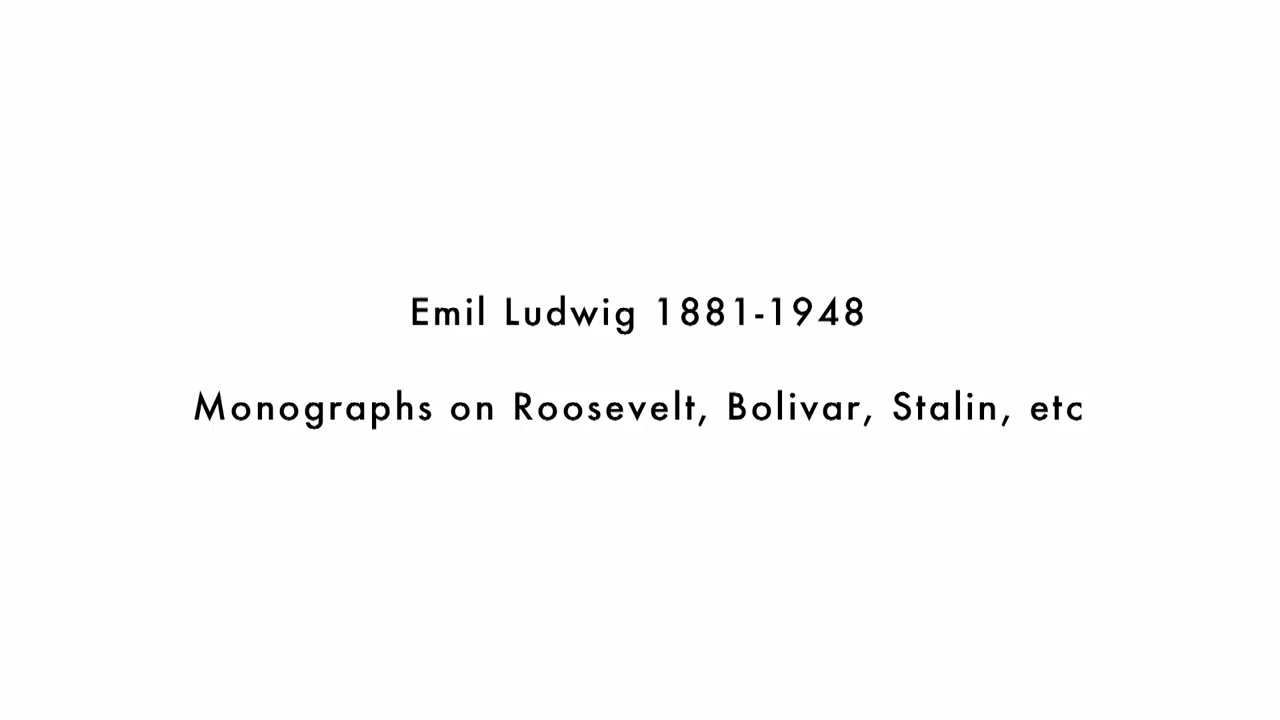 Emil Ludwig 1881-1948
Monographs on Roosevelt, Bolivar, Stalin, etc